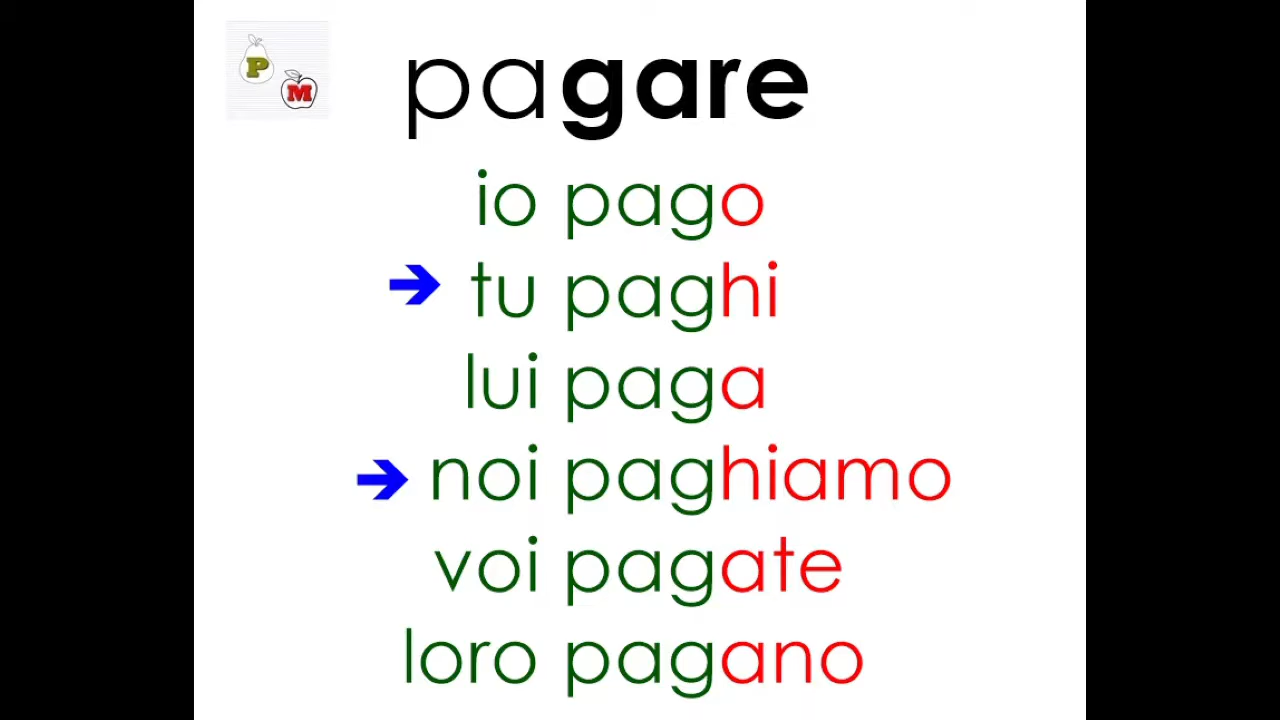 P
M
pagare
io pago
➔ tu paghi
lui paga
➔ noi paghiamo
voi pagate
loro pagano